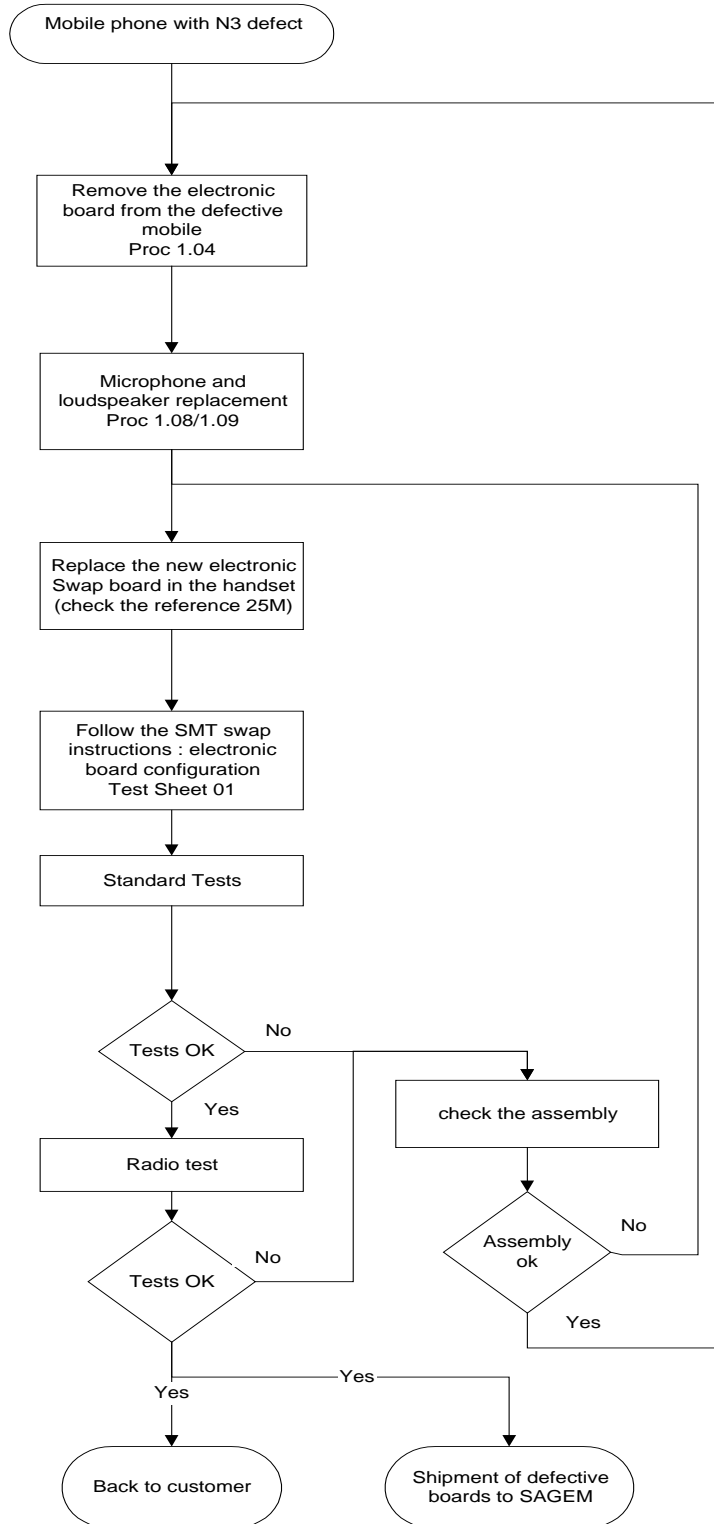 Mobile phone with N3 defect
Remove the electronic
board from the defective
mobile
Proc 1.04
Microphone and
loudspeaker replacement
Proc 1.08/1.09
Replace the new electronic
Swap board in the handset
(check the reference 25M)
Follow the SMT swap
instructions : electronic
board configuration
Test Sheet 01
Standard Tests
Tests OK
No
Yes
check the assembly
Radio test
Assembly
ok
No
Tests OK
No
Yes
Yes
Yes
Back to customer
Shipment of defective
boards to SAGEM